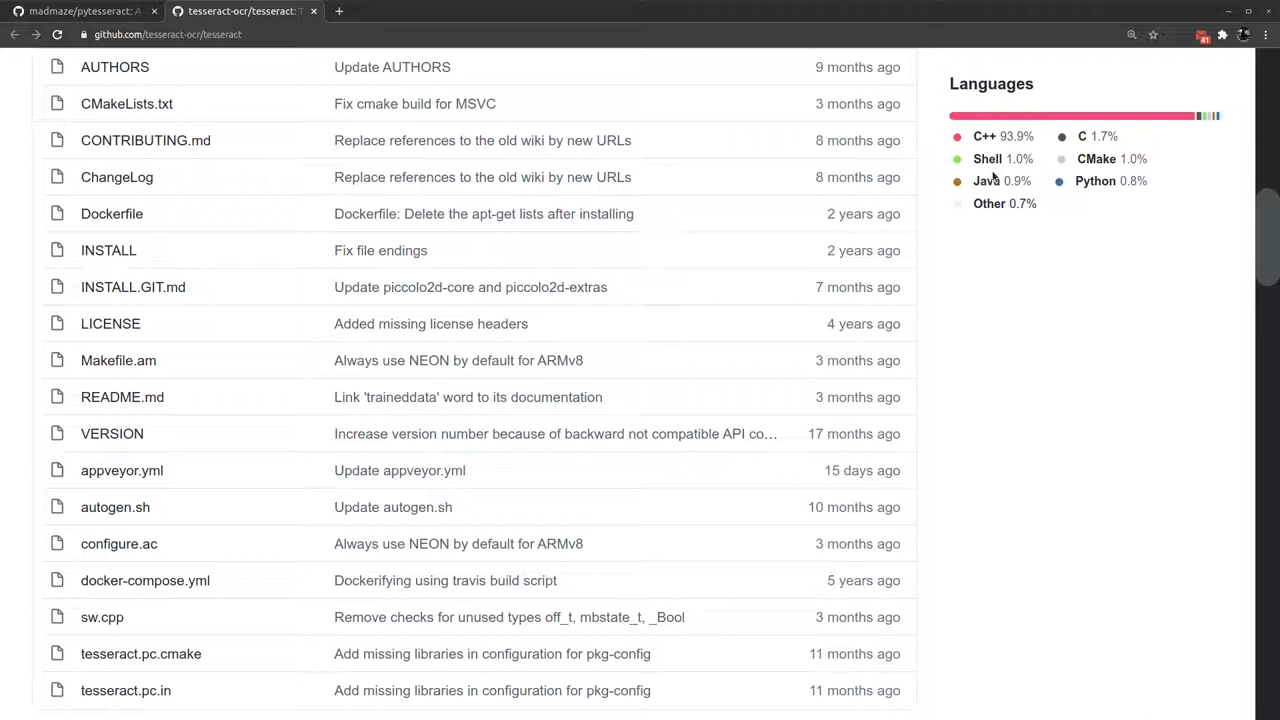 madmaze/pytesseract: A
tesseract-ocr/tesseract: T
github.com/tesseract-ocr/tesseract
41
AUTHORS Update AUTHORS 9 months ago
CMakeLists.txt Fix cmake build for MSVC 3 months ago
CONTRIBUTING.md Replace references to the old wiki by new URLs 8 months ago
ChangeLog Replace references to the old wiki by new URLs 8 months ago
Dockerfile Dockerfile: Delete the apt-get lists after installing 2 years ago
INSTALL Fix file endings 2 years ago
INSTALL.GIT.md Update piccolo2d-core and piccolo2d-extras 7 months ago
LICENSE Added missing license headers 4 years ago
Makefile.am Always use NEON by default for ARMv8 3 months ago
README.md Link 'traineddata' word to its documentation 3 months ago
VERSION Increase version number because of backward not compatible API co… 17 months ago
appveyor.yml Update appveyor.yml 15 days ago
autogen.sh Update autogen.sh 10 months ago
configure.ac Always use NEON by default for ARMv8 3 months ago
docker-compose.yml Dockerifying using travis build script 5 years ago
sw.cpp Remove checks for unused types off_t, mbstate_t, _Bool 3 months ago
tesseract.pc.cmake Add missing libraries in configuration for pkg-config 11 months ago
tesseract.pc.in Add missing libraries in configuration for pkg-config 11 months ago
Languages
C++ 93.9% C 1.7%
Shell 1.0% CMake 1.0%
Java 0.9% Python 0.8%
Other 0.7%